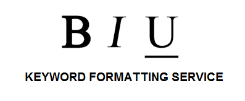 B I U
KEYWORD FORMATTING SERVICE